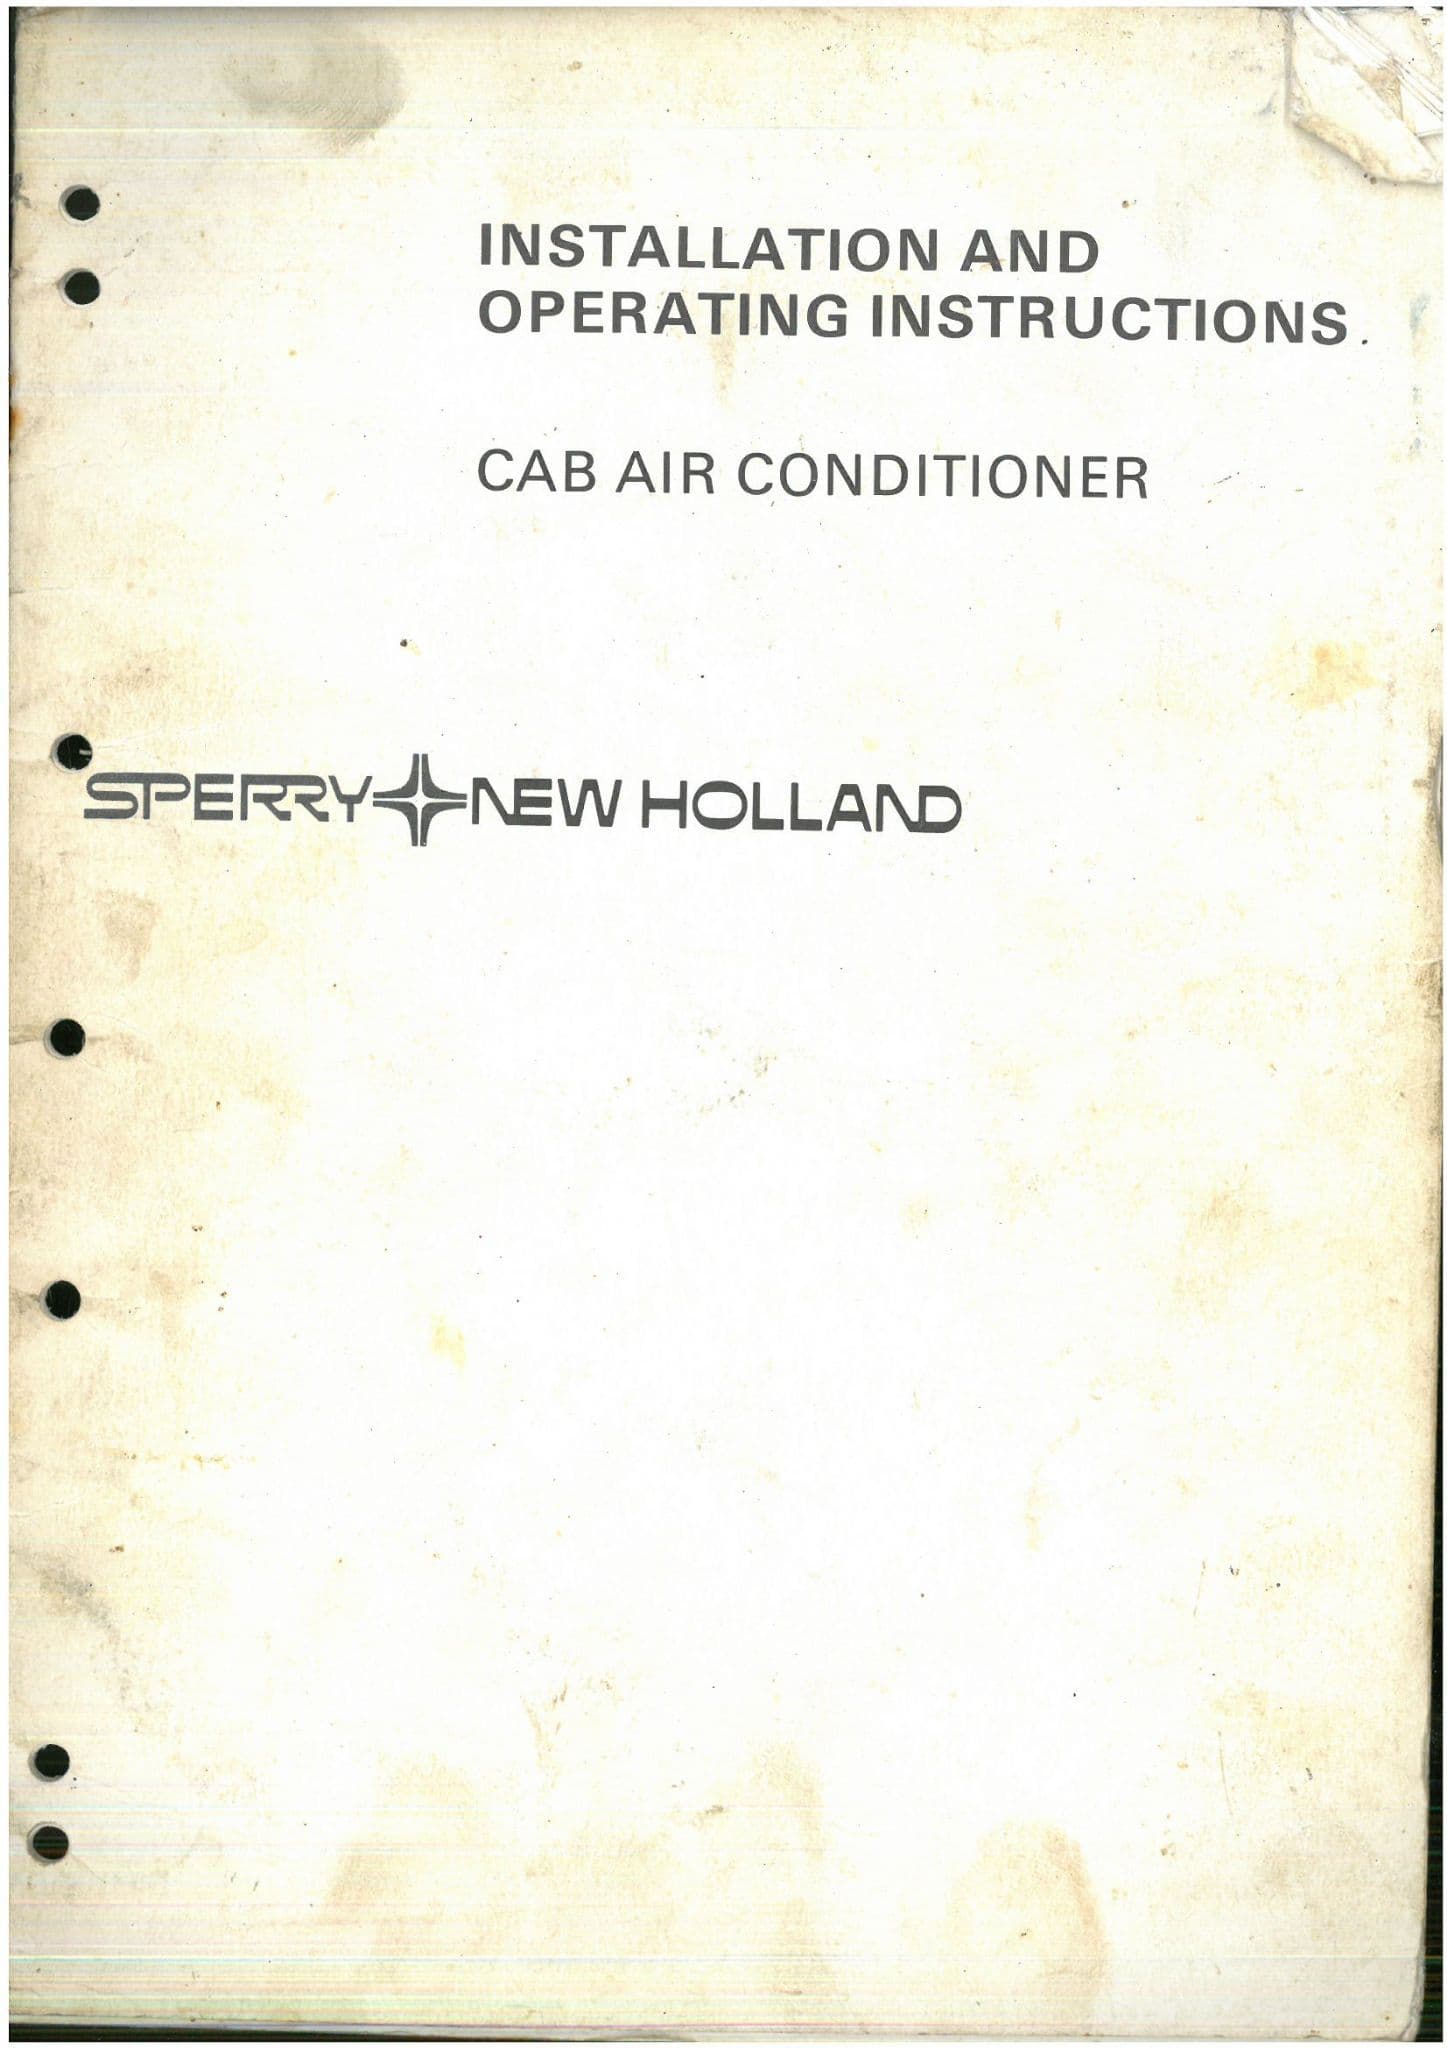 INSTALLATION AND
OPERATING INSTRUCTIONS.
CAB AIR CONDITIONER
SPERRY NEW HOLLAND